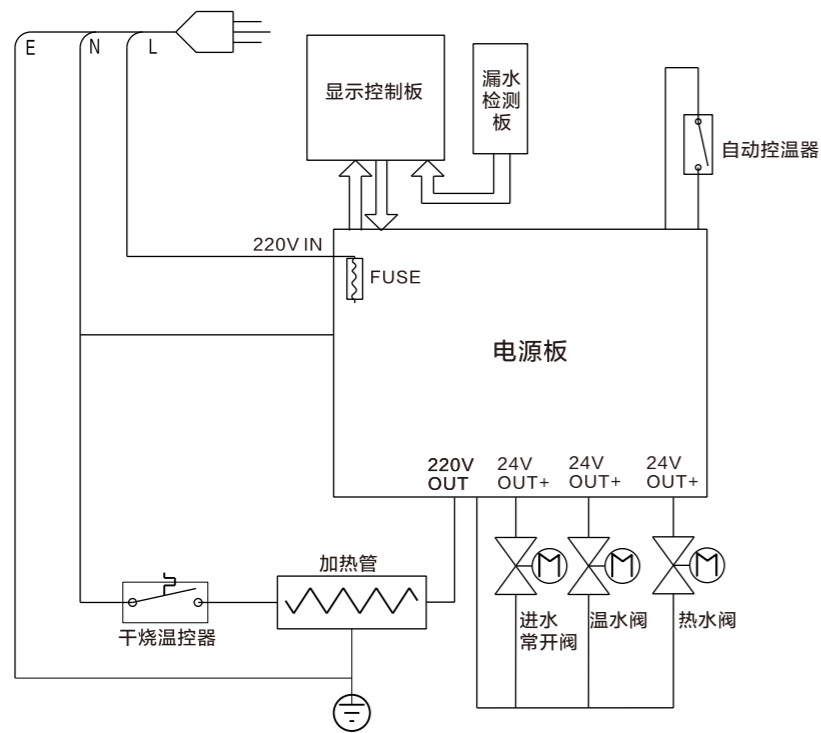 E
N
L
显示控制板
漏水
检测
板
自动控温器
220V IN
FUSE
电源板
220V
OUT
24V
OUT+
24V
OUT+
24V
OUT+
M
M
M
加热管
进水
常开阀
温水阀
热水阀
干烧温控器